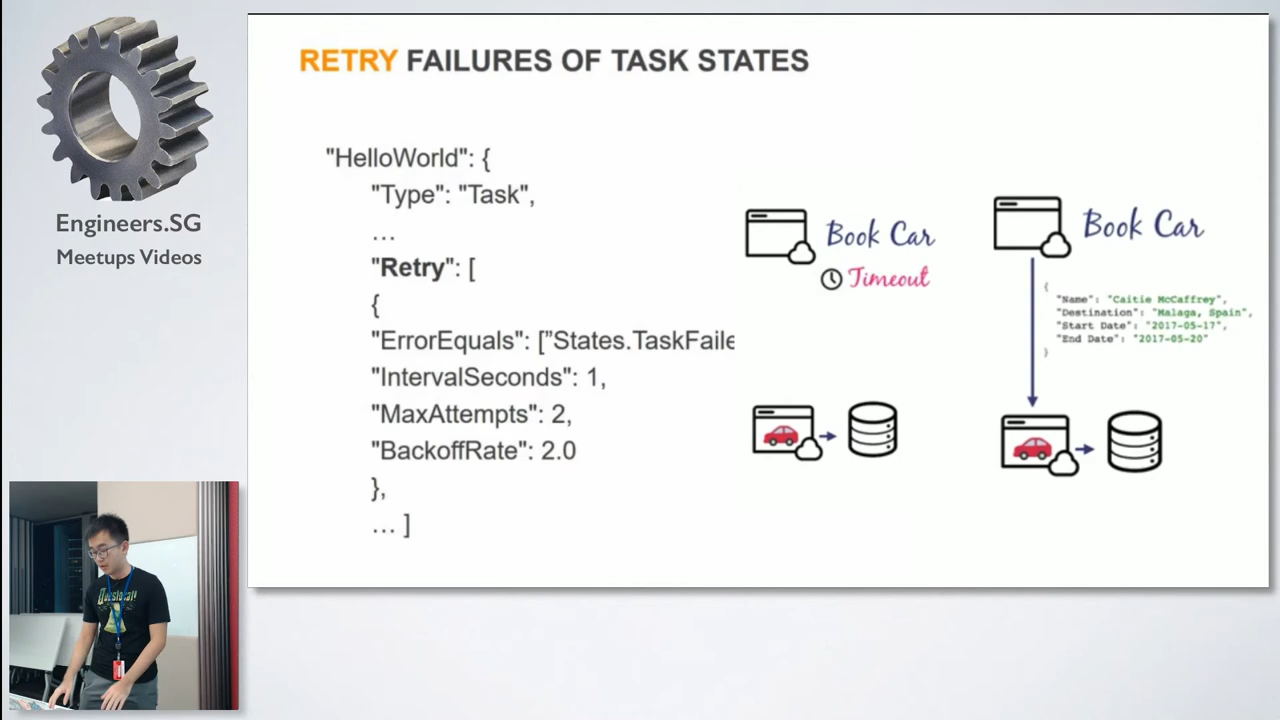 Engineers.SG
Meetups Videos
RETRY FAILURES OF TASK STATES
"HelloWorld": {
"Type": "Task",
...
"Retry": [
{
"ErrorEquals": ["States.TaskFaile
"IntervalSeconds": 1,
"MaxAttempts": 2,
"BackoffRate": 2.0
},
... ]
Book Car
Timeout
Book Car
{
"Name": "Caitie McCaffrey",
"Destination": "Malaga, Spain",
"Start Date": "2017-05-17",
"End Date": "2017-05-20"
}